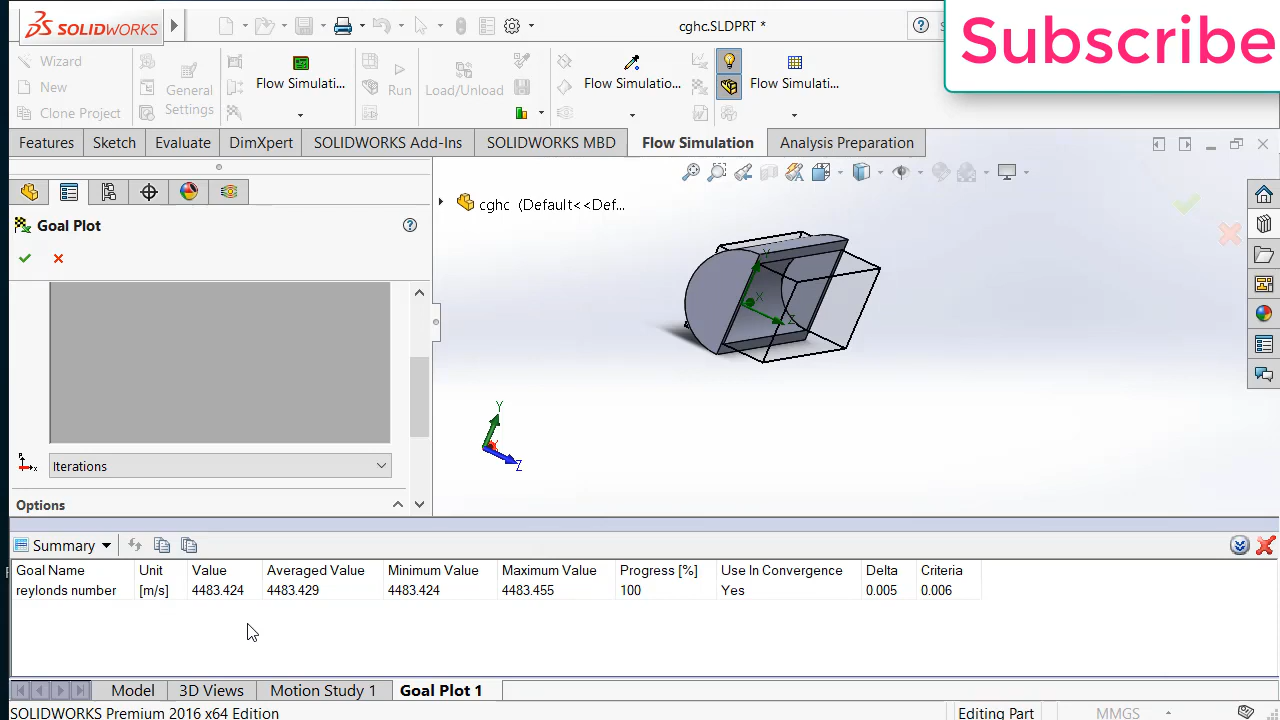 SOLIDWORKS
cghc.SLDPRT *
Subscribe
Wizard
New
Clone Project
General
Settings
Flow Simulati...
Run
Load/Unload
Flow Simulatio...
Flow Simulatio...
Features
Sketch
Evaluate
DimXpert
SOLIDWORKS Add-Ins
SOLIDWORKS MBD
Flow Simulation
Analysis Preparation
Goal Plot
cghc (Default<<Def...
Y
X
Z
Y
X
Z
Iterations
Options
Summary
Goal Name Unit Value Averaged Value Minimum Value Maximum Value Progress [%] Use In Convergence Delta Criteria
reylonds number [m/s] 4483.424 4483.429 4483.424 4483.455 100 Yes 0.005 0.006
Model
3D Views
Motion Study 1
Goal Plot 1
SOLIDWORKS Premium 2016 x64 Edition
Editing Part
MMGS